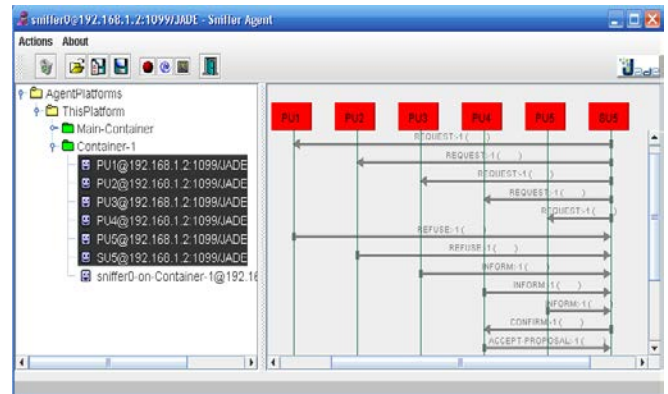 sniffer0@192.168.1.2:1099/JADE - Sniffer Agent
Actions About
Jade
AgentPlatforms
ThisPlatform
Main-Container
Container-1
PU1@192.168.1.2:1099/JADE
PU2@192.168.1.2:1099/JADE
PU3@192.168.1.2:1099/JADE
PU4@192.168.1.2:1099/JADE
PU5@192.168.1.2:1099/JADE
SU5@192.168.1.2:1099/JADE
sniffer0-on-Container-1@192.16
PU1 PU2 PU3 PU4 PU5 SU5
REQUEST:-1 ( )
REQUEST:-1 ( )
REQUEST:-1 ( )
REQUEST:-1 ( )
REQUEST:-1 ( )
REFUSE:-1 ( )
REFUSE:-1 ( )
INFORM:-1 ( )
INFORM:-1 ( )
INFORM:-1 ( )
CONFIRM:-1 ( )
ACCEPT-PROPOSAL:-1 ( )